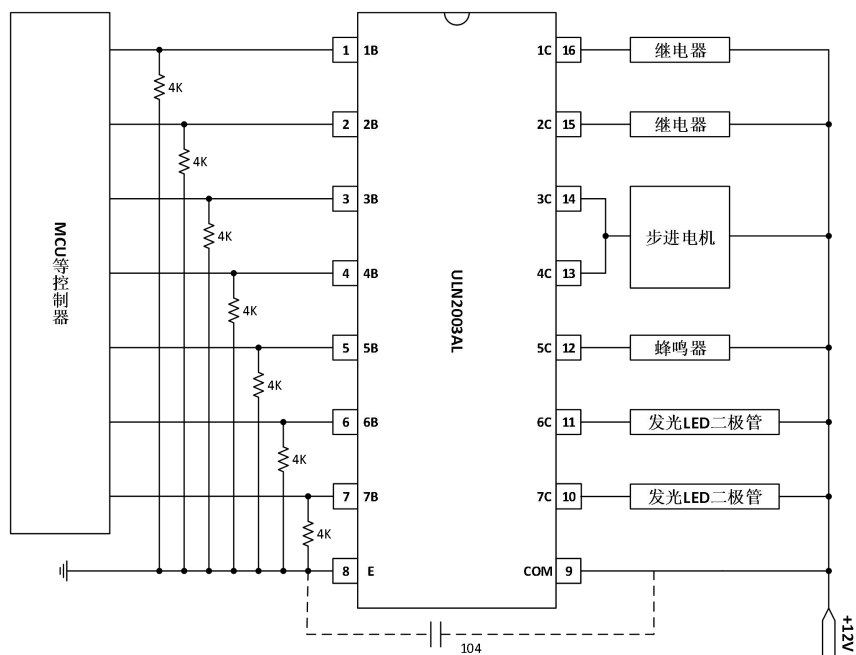 MCU等控制器
1 1B
2 2B
3 3B
4 4B
5 5B
6 6B
7 7B
8 E
4K
4K
4K
4K
4K
4K
4K
ULN2003AL
1C 16
2C 15
3C 14
4C 13
5C 12
6C 11
7C 10
COM 9
继电器
继电器
步进电机
蜂鸣器
发光LED二极管
发光LED二极管
104
+12V